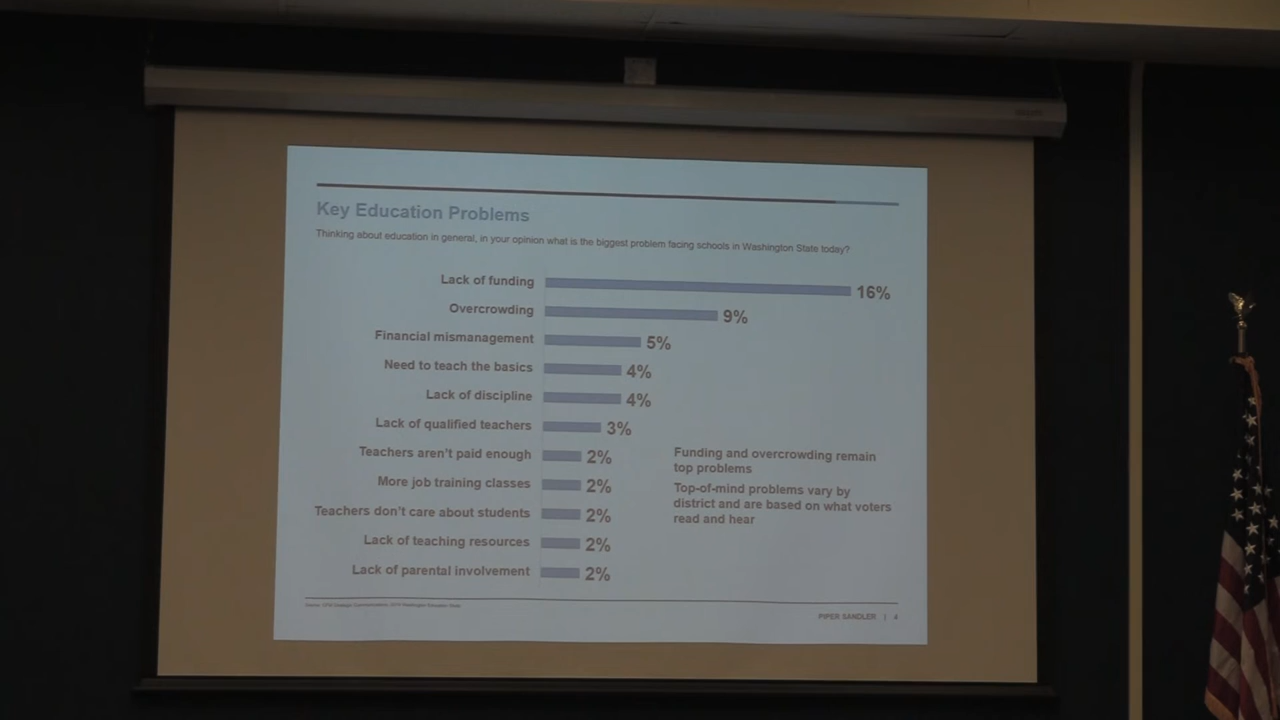 Key Education Problems
Thinking about education in general, in your opinion what is the biggest problem facing schools in Washington State today?
Lack of funding 16%
Overcrowding 9%
Financial mismanagement 5%
Need to teach the basics 4%
Lack of discipline 4%
Lack of qualified teachers 3%
Teachers aren't paid enough 2%
More job training classes 2%
Teachers don't care about students 2%
Lack of teaching resources 2%
Lack of parental involvement 2%
Funding and overcrowding remain
top problems
Top-of-mind problems vary by
district and are based on what voters
read and hear
PIPER SANDLER | 4